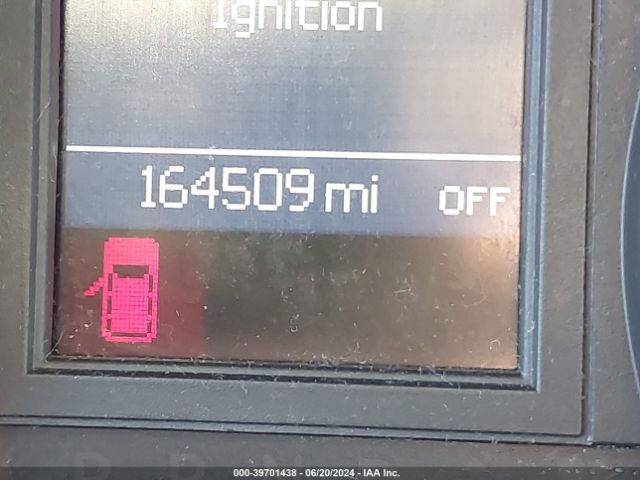 Ignition
164509 mi OFF
000-39701438 - 06/20/2024 - IAA Inc.